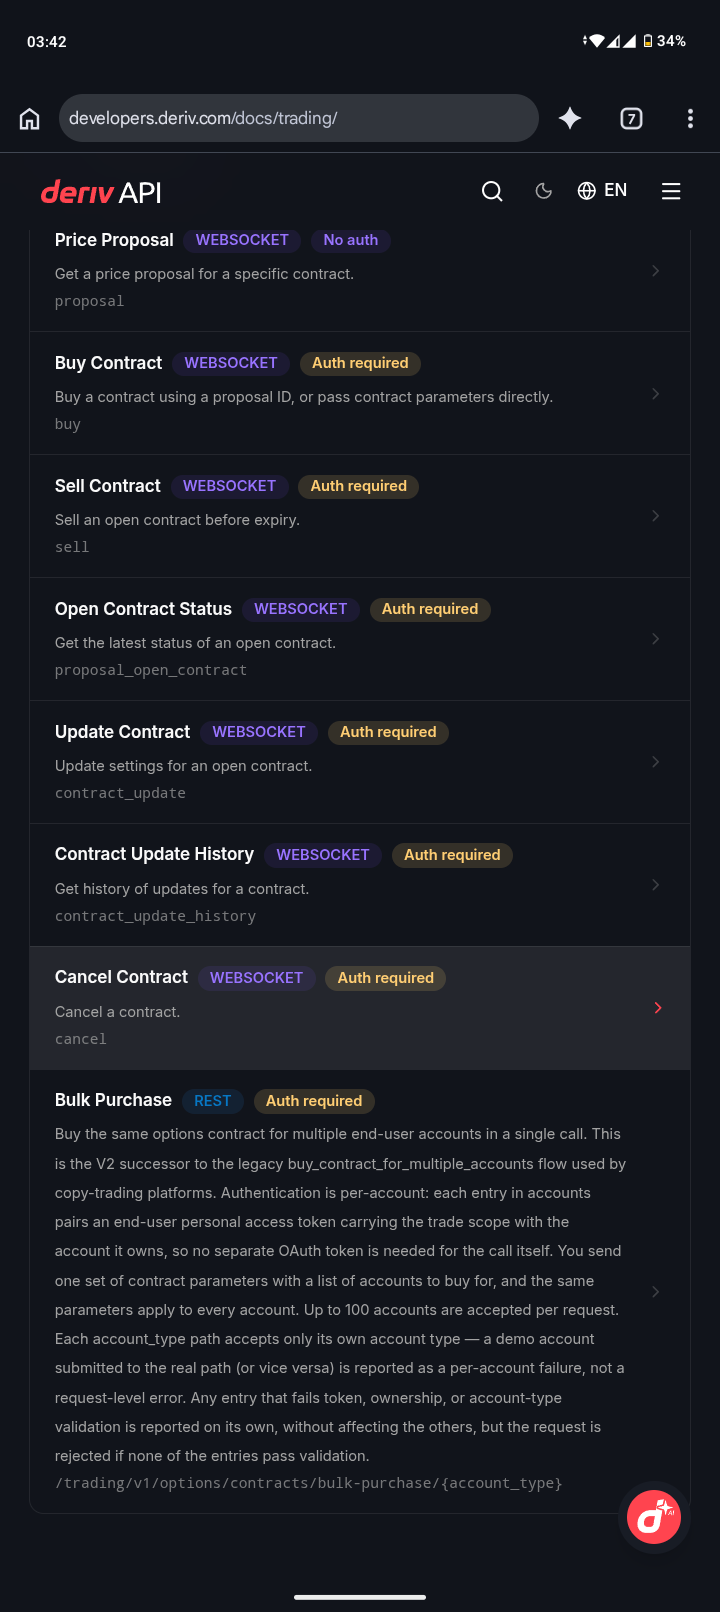 03:42
34%
developers.deriv.com/docs/trading/
7
deriv API
EN
Price Proposal WEBSOCKET No auth
Get a price proposal for a specific contract.
proposal
Buy Contract WEBSOCKET Auth required
Buy a contract using a proposal ID, or pass contract parameters directly.
buy
Sell Contract WEBSOCKET Auth required
Sell an open contract before expiry.
sell
Open Contract Status WEBSOCKET Auth required
Get the latest status of an open contract.
proposal_open_contract
Update Contract WEBSOCKET Auth required
Update settings for an open contract.
contract_update
Contract Update History WEBSOCKET Auth required
Get history of updates for a contract.
contract_update_history
Cancel Contract WEBSOCKET Auth required
Cancel a contract.
cancel
Bulk Purchase REST Auth required
Buy the same options contract for multiple end-user accounts in a single call. This
is the V2 successor to the legacy buy_contract_for_multiple_accounts flow used by
copy-trading platforms. Authentication is per-account: each entry in accounts
pairs an end-user personal access token carrying the trade scope with the
account it owns, so no separate OAuth token is needed for the call itself. You send
one set of contract parameters with a list of accounts to buy for, and the same
parameters apply to every account. Up to 100 accounts are accepted per request.
Each account_type path accepts only its own account type — a demo account
submitted to the real path (or vice versa) is reported as a per-account failure, not a
request-level error. Any entry that fails token, ownership, or account-type
validation is reported on its own, without affecting the others, but the request is
rejected if none of the entries pass validation.
/trading/v1/options/contracts/bulk-purchase/{account_type}
d AI